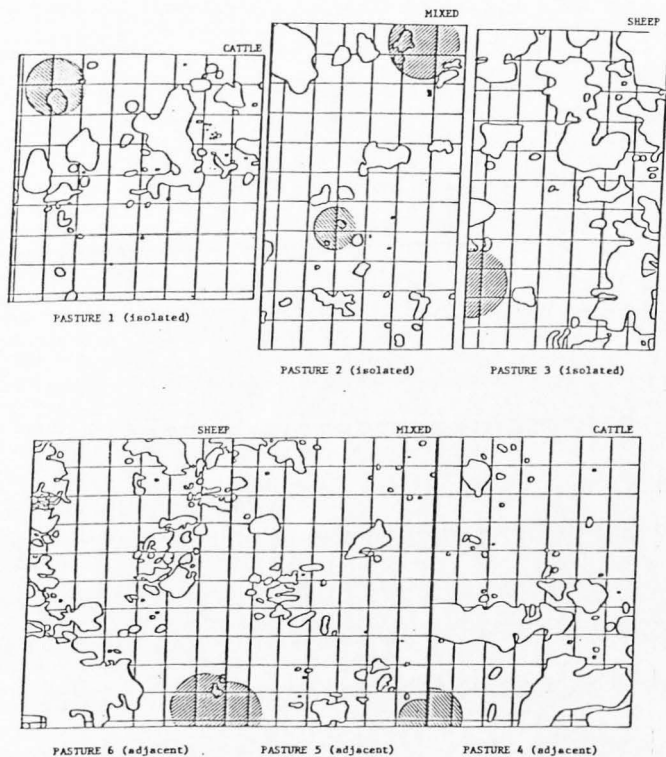 CATTLE
MIXED
SHEEP
PASTURE 1 (isolated)
PASTURE 2 (isolated)
PASTURE 3 (isolated)
SHEEP
MIXED
CATTLE
PASTURE 6 (adjacent)
PASTURE 5 (adjacent)
PASTURE 4 (adjacent)